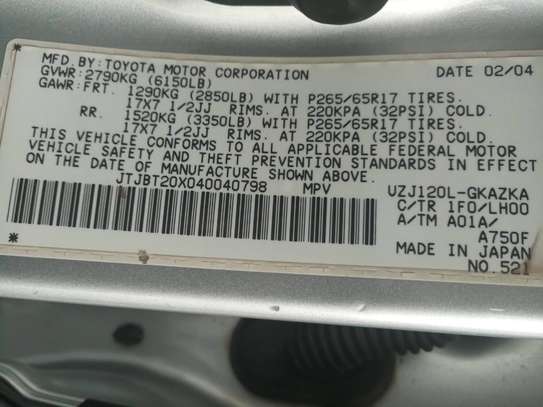 MFD.BY:TOYOTA MOTOR CORPORATION DATE 02/04
GVWR:2790KG(6150LB)
GAWR:FRT. 1290KG(2850LB)WITH P265/65R17 TIRES.
17X7 1/2JJ RIMS. AT 220KPA(32PSI)COLD.
RR. 1520KG(3350LB)WITH P265/65R17 TIRES.
17X7 1/2JJ RIMS. AT 220KPA(32PSI)COLD.
THIS VEHICLE CONFORMS TO ALL APPLICABLE FEDERAL MOTOR
VEHICLE SAFETY AND THEFT PREVENTION STANDARDS IN EFFECT
ON THE DATE OF MANUFACTURE SHOWN ABOVE.
JTJBT20X040040798 MPV UZJ120L-GKAZKA
C/TR 1F0/LH00
A/TM A01A/
A750F
MADE IN JAPAN
NO.521